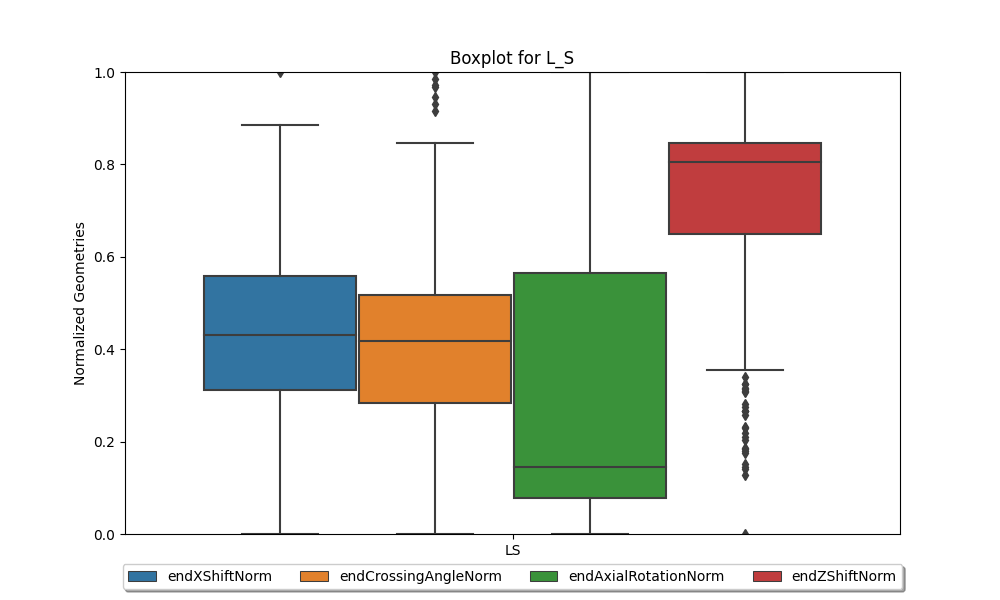 Boxplot for L_S
1.0
0.8
0.6
0.4
0.2
0.0
Normalized Geometries
LS
endXShiftNorm endCrossingAngleNorm endAxialRotationNorm endZShiftNorm